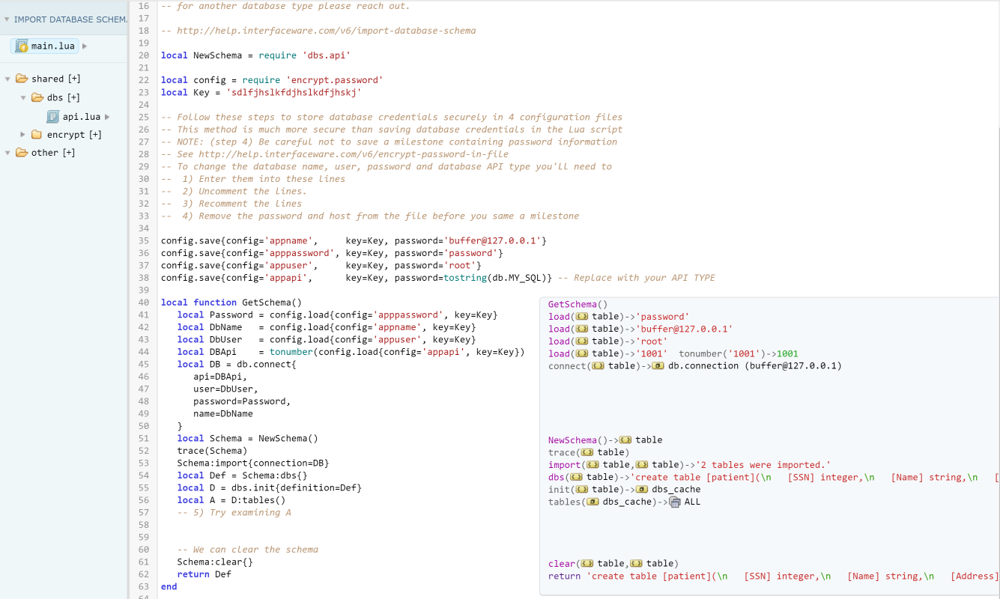 IMPORT DATABASE SCHEMA
main.lua
shared [+]
dbs [+]
api.lua
encrypt [+]
other [+]
16 -- for another database type please reach out.
17
18 -- http://help.interfaceware.com/v6/import-database-schema
19
20 local NewSchema = require 'dbs.api'
21
22 local config = require 'encrypt.password'
23 local Key = 'sdlfjhslkfdjhslkdfjhskj'
24
25 -- Follow these steps to store database credentials securely in 4 configuration files
26 -- This method is much more secure than saving database credentials in the Lua script
27 -- NOTE: (step 4) Be careful not to save a milestone containing password information
28 -- See http://help.interfaceware.com/v6/encrypt-password-in-file
29 -- To change the database name, user, password and database API type you'll need to
30 --  1) Enter them into these lines
31 --  2) Uncomment the lines.
32 --  3) Recomment the lines
33 --  4) Remove the password and host from the file before you same a milestone
34
35 config.save{config='appname',     key=Key, password='buffer@127.0.0.1'}
36 config.save{config='apppassword', key=Key, password='password'}
37 config.save{config='appuser',     key=Key, password='root'}
38 config.save{config='appapi',      key=Key, password=tostring(db.MY_SQL)} -- Replace with your API TYPE
39
40 local function GetSchema()
41    local Password = config.load{config='apppassword', key=Key}
42    local DbName   = config.load{config='appname', key=Key}
43    local DbUser   = config.load{config='appuser', key=Key}
44    local DBApi    = tonumber(config.load{config='appapi', key=Key})
45    local DB = db.connect{
46       api=DBApi,
47       user=DbUser,
48       password=Password,
49       name=DbName
50    }
51    local Schema = NewSchema()
52    trace(Schema)
53    Schema:import{connection=DB}
54    local Def = Schema:dbs{}
55    local D = dbs.init{definition=Def}
56    local A = D:tables()
57    -- 5) Try examining A
58
59
60    -- We can clear the schema
61    Schema:clear{}
62    return Def
63 end
64
GetSchema()
load( table)->'password'
load( table)->'buffer@127.0.0.1'
load( table)->'root'
load( table)->'1001'  tonumber('1001')->1001
connect( table)-> db.connection (buffer@127.0.0.1)
NewSchema()-> table
trace( table)
import( table, table)->'2 tables were imported.'
dbs( table)->'create table [patient](\n   [SSN] integer,\n   [Name] string,\n   [
init( table)-> dbs_cache
tables( dbs_cache)-> ALL
clear( table, table)
return 'create table [patient](\n   [SSN] integer,\n   [Name] string,\n   [Address]